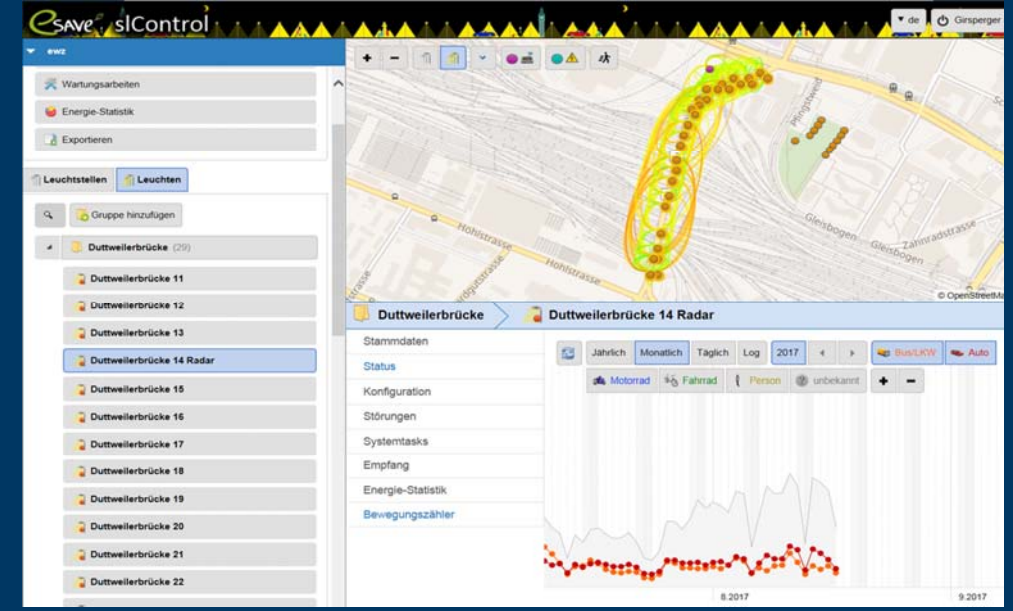 esave slControl
de
Girsperger
ewz
Wartungsarbeiten
Energie-Statistik
Exportieren
Leuchtstellen
Leuchten
Gruppe hinzufügen
Duttweilerbrücke (29)
Duttweilerbrücke 11
Duttweilerbrücke 12
Duttweilerbrücke 13
Duttweilerbrücke 14 Radar
Duttweilerbrücke 15
Duttweilerbrücke 16
Duttweilerbrücke 17
Duttweilerbrücke 18
Duttweilerbrücke 19
Duttweilerbrücke 20
Duttweilerbrücke 21
Duttweilerbrücke 22
+ −
Pfingstweid
Hohlstrasse
Hohlstrasse
Gleisbogen
Gleisbogen
Zahnradstrasse
© OpenStreetMa
Duttweilerbrücke
Duttweilerbrücke 14 Radar
Stammdaten
Status
Konfiguration
Störungen
Systemtasks
Empfang
Energie-Statistik
Bewegungszähler
Jährlich Monatlich Täglich Log 2017 Bus/LKW Auto
Motorrad Fahrrad Person unbekannt + −
8.2017
9.2017